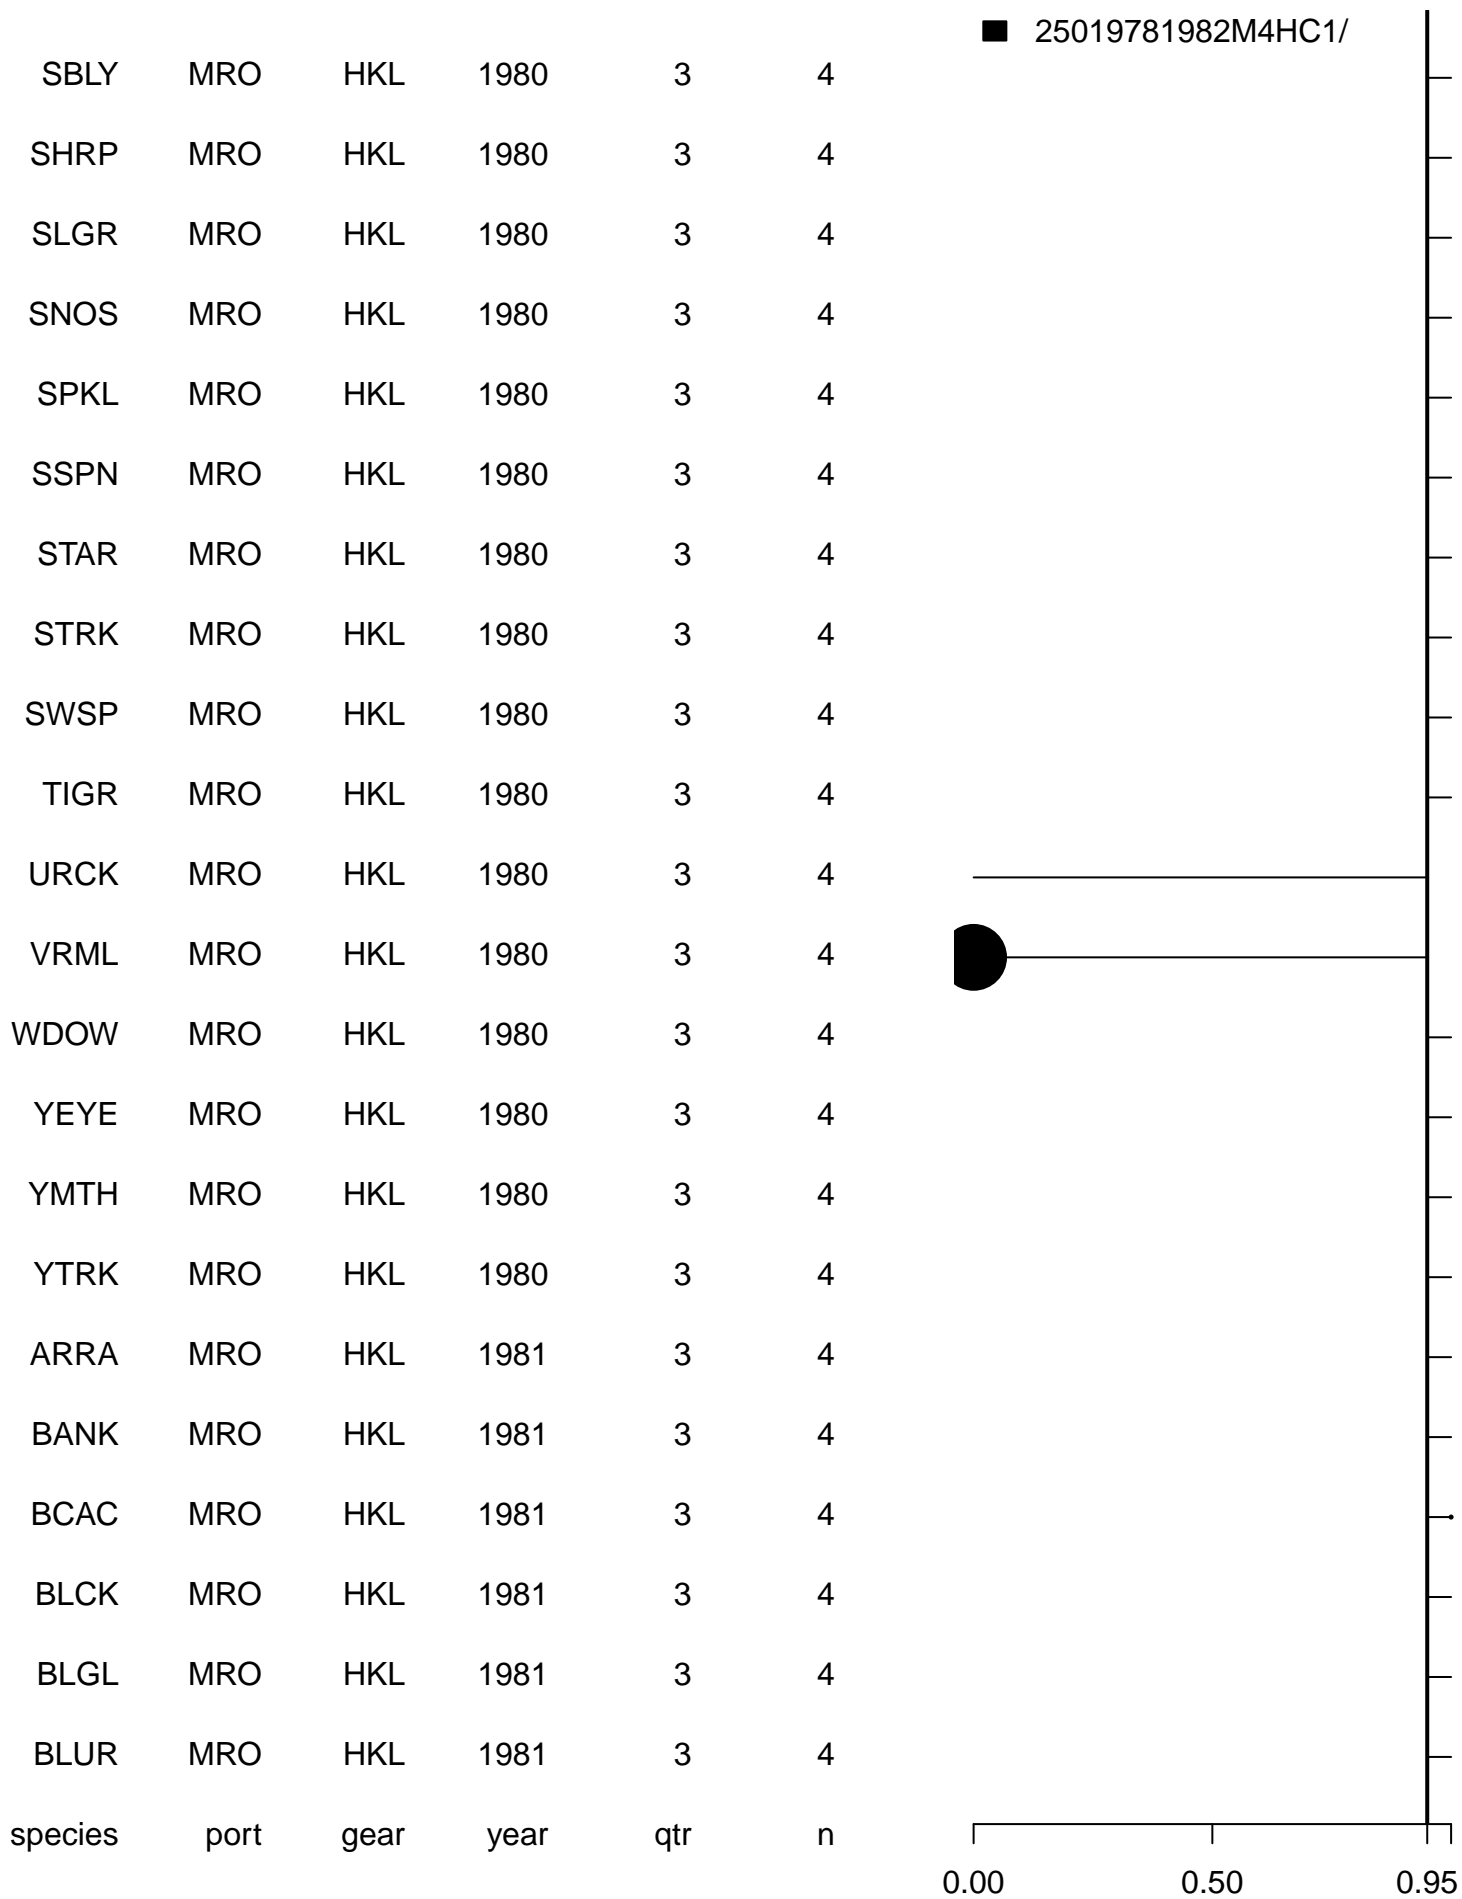 25019781982M4HC1/
SBLY MRO HKL 1980 3 4
SHRP MRO HKL 1980 3 4
SLGR MRO HKL 1980 3 4
SNOS MRO HKL 1980 3 4
SPKL MRO HKL 1980 3 4
SSPN MRO HKL 1980 3 4
STAR MRO HKL 1980 3 4
STRK MRO HKL 1980 3 4
SWSP MRO HKL 1980 3 4
TIGR MRO HKL 1980 3 4
URCK MRO HKL 1980 3 4
VRML MRO HKL 1980 3 4
WDOW MRO HKL 1980 3 4
YEYE MRO HKL 1980 3 4
YMTH MRO HKL 1980 3 4
YTRK MRO HKL 1980 3 4
ARRA MRO HKL 1981 3 4
BANK MRO HKL 1981 3 4
BCAC MRO HKL 1981 3 4
BLCK MRO HKL 1981 3 4
BLGL MRO HKL 1981 3 4
BLUR MRO HKL 1981 3 4
species port gear year qtr n
0.00 0.50 0.95